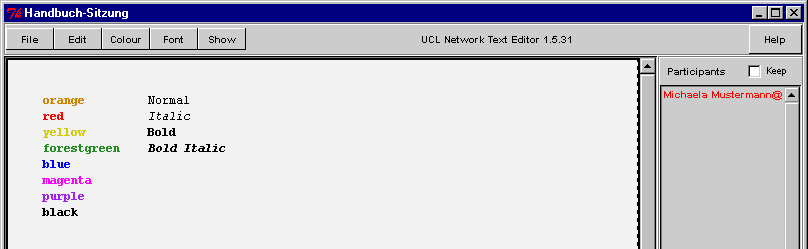 Handbuch-Sitzung
File Edit Colour Font Show UCL Network Text Editor 1.5.31 Help
Participants Keep
Michaela Mustermann@
orange Normal
red Italic
yellow Bold
forestgreen Bold Italic
blue
magenta
purple
black